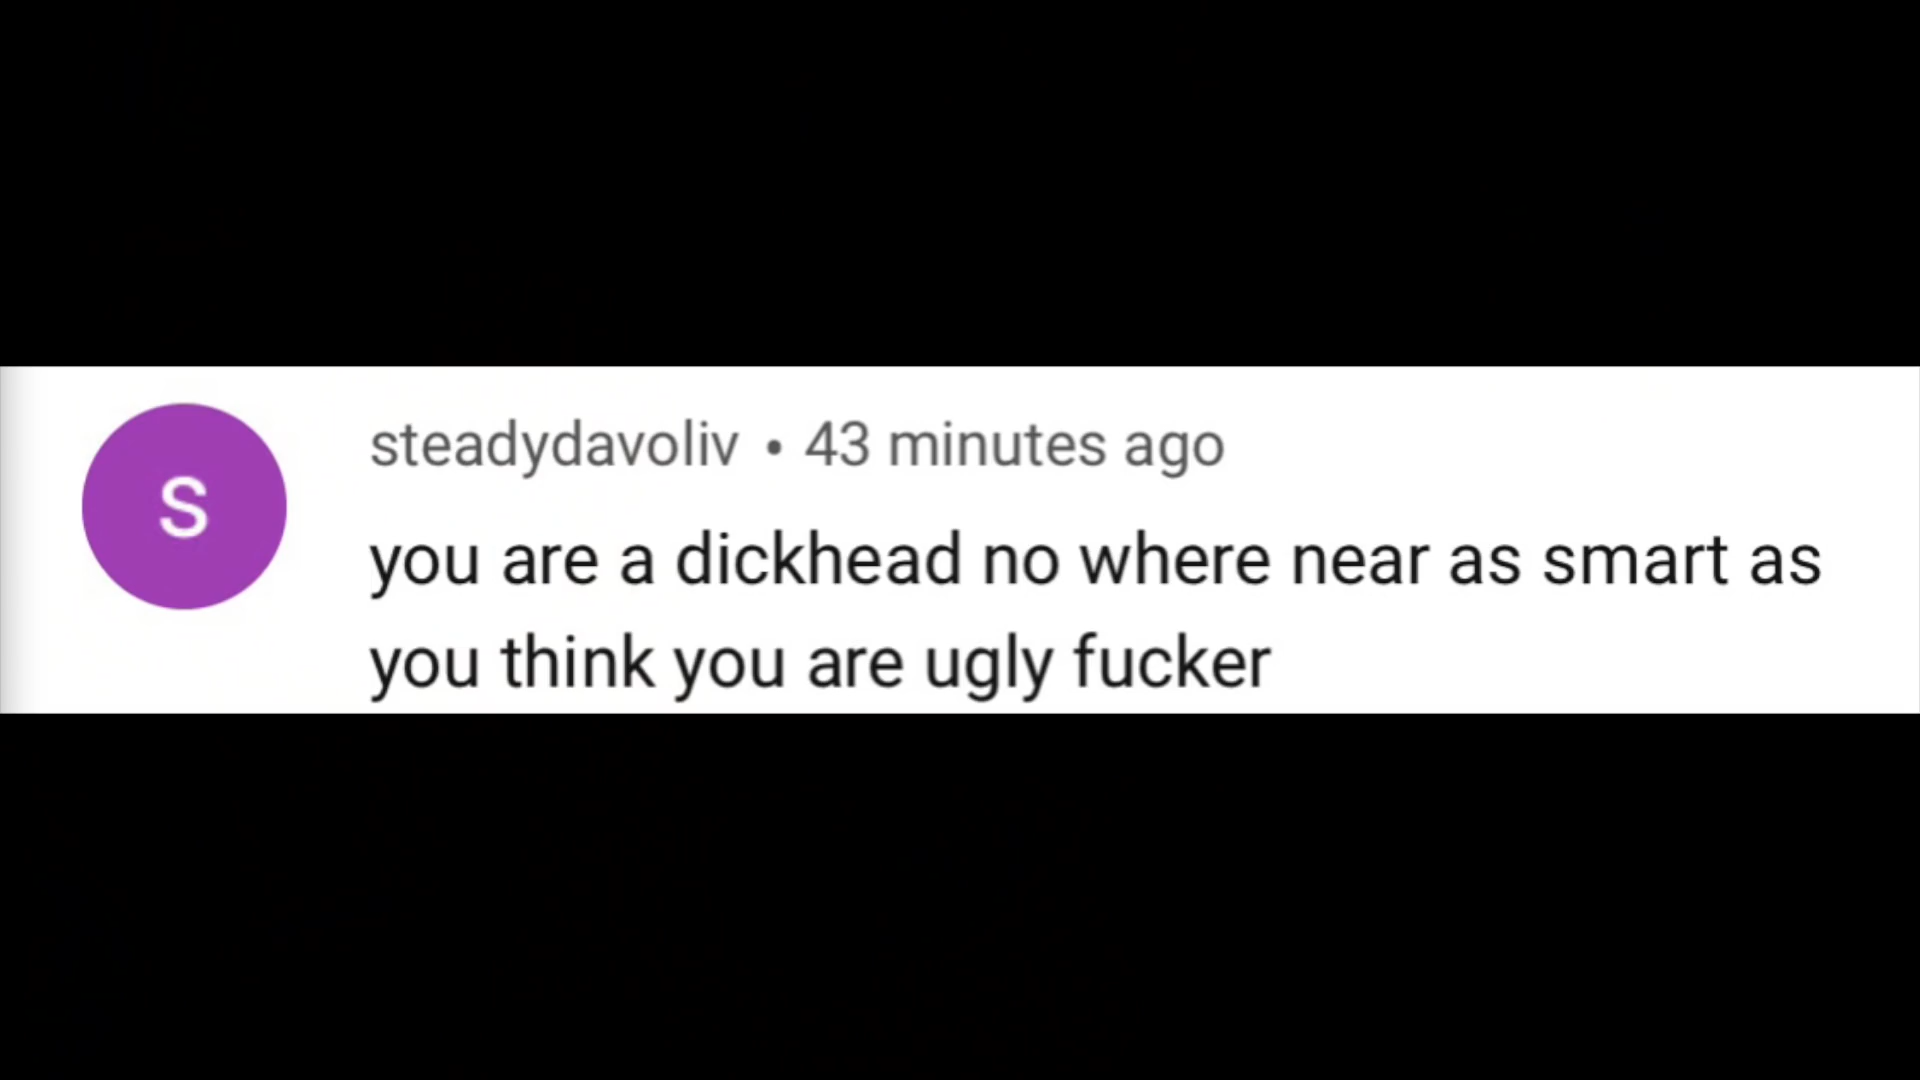 S
steadydavoliv • 43 minutes ago
you are a dickhead no where near as smart as
you think you are ugly fucker